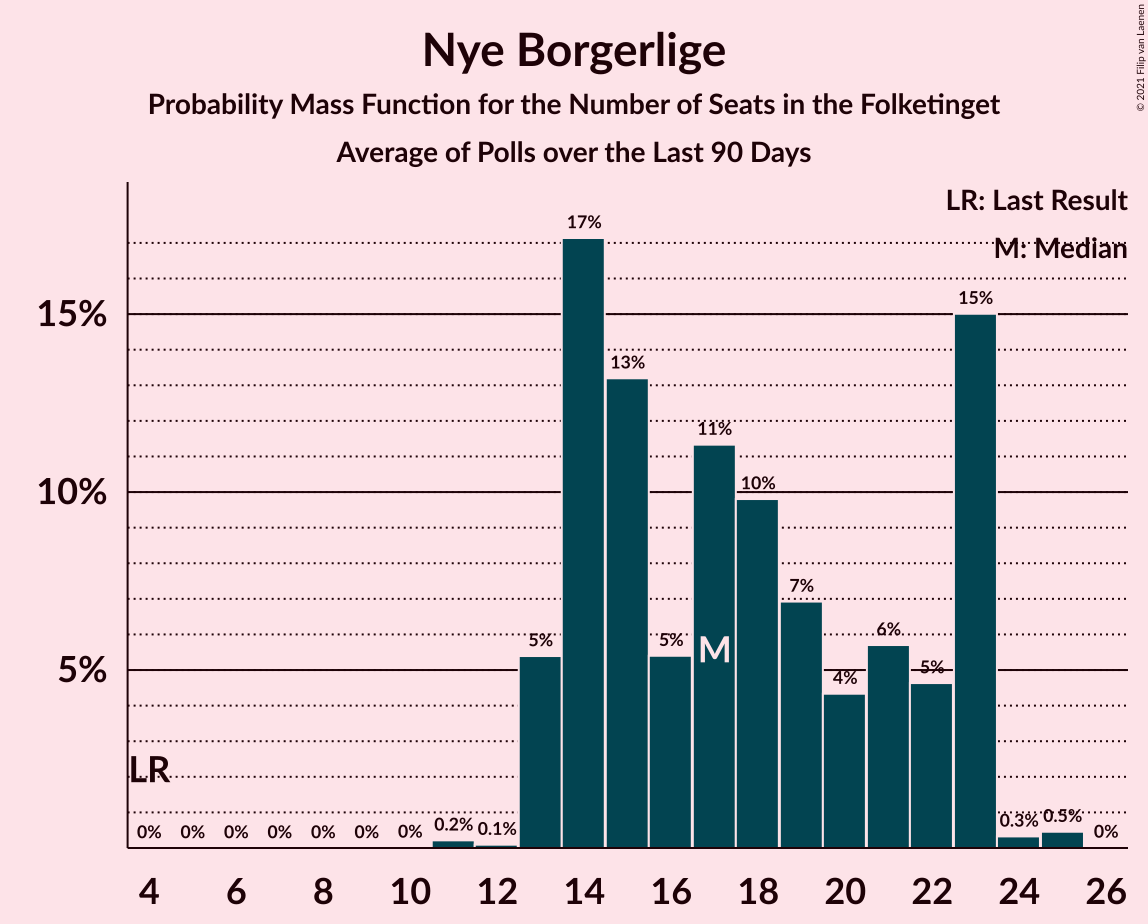 Nye Borgerlige
Probability Mass Function for the Number of Seats in the Folketinget
Average of Polls over the Last 90 Days
© 2021 Filip van Laenen
LR: Last Result
M: Median
15%
10%
5%
LR
M
0% 0% 0% 0% 0% 0% 0% 0.2% 0.1% 5% 17% 13% 5% 11% 10% 7% 4% 6% 5% 15% 0.3% 0.5% 0%
4 6 8 10 12 14 16 18 20 22 24 26